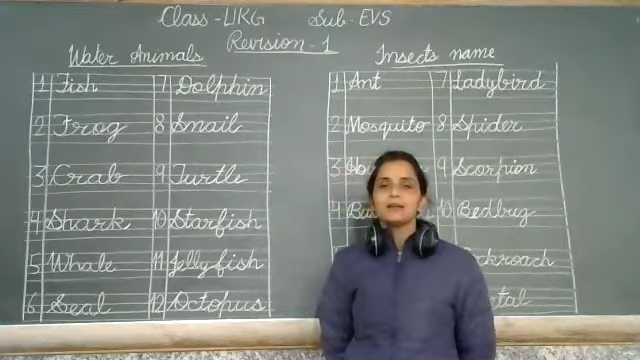 Class-UKG Sub-EVS
Revision-1
Water Animals
1 Fish 7 Dolphin
2 Frog 8 Snail
3 Crab 9 Turtle
4 Shark 10 Starfish
5 Whale 11 Jellyfish
6 Seal 12 Octopus
Insects name
1 Ant 7 Ladybird
2 Mosquito 8 Spider
3 9 Scorpion
4 10 Bedbug